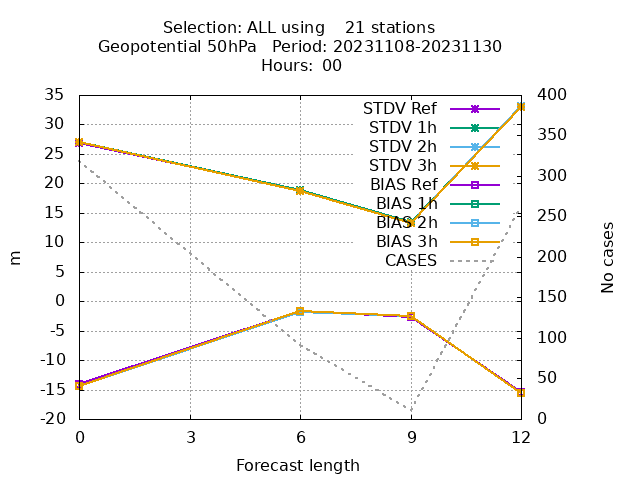 Selection: ALL using    21 stations
Geopotential 50hPa   Period: 20231108-20231130
Hours: 00
STDV Ref
STDV 1h
STDV 2h
STDV 3h
BIAS Ref
BIAS 1h
BIAS 2h
BIAS 3h
CASES
35
30
25
20
15
10
5
0
-5
-10
-15
-20
m
400
350
300
250
200
150
100
50
0
No cases
0 3 6 9 12
Forecast length